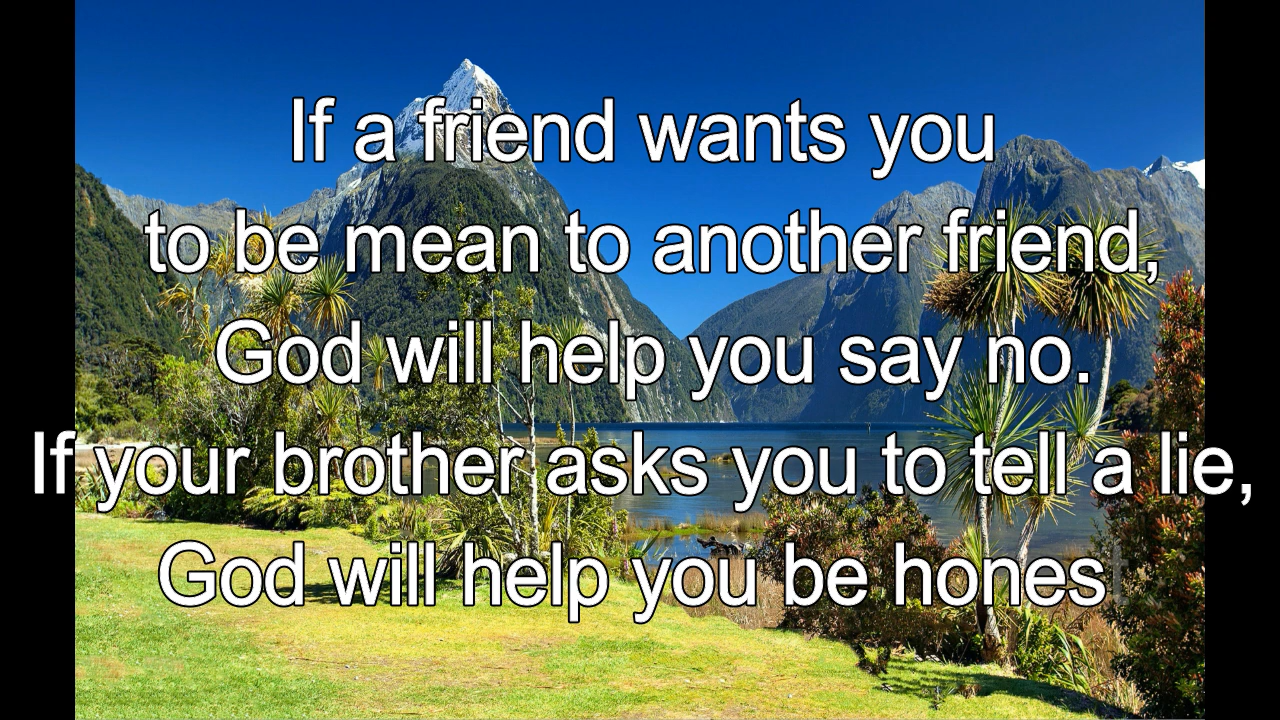 If a friend wants you
to be mean to another friend,
God will help you say no.
If your brother asks you to tell a lie,
God will help you be honest